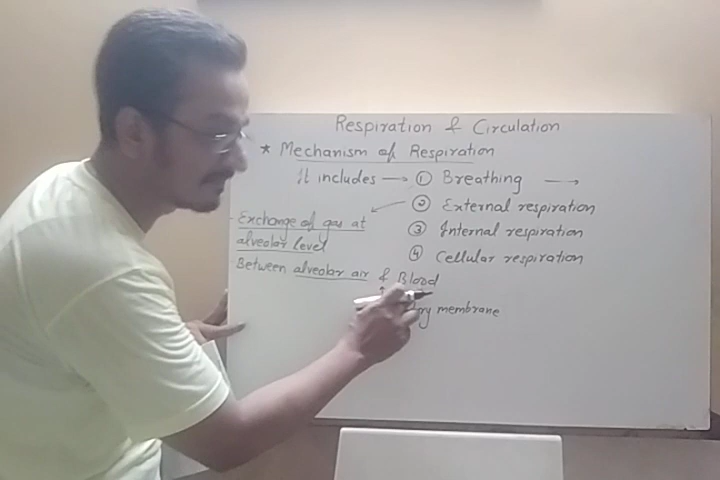 Respiration & Circulation
* Mechanism of Respiration
It includes → ① Breathing →
② External respiration
③ Internal respiration
④ Cellular respiration
Exchange of gas at
alveolar level
Between alveolar air & Blood
membrane